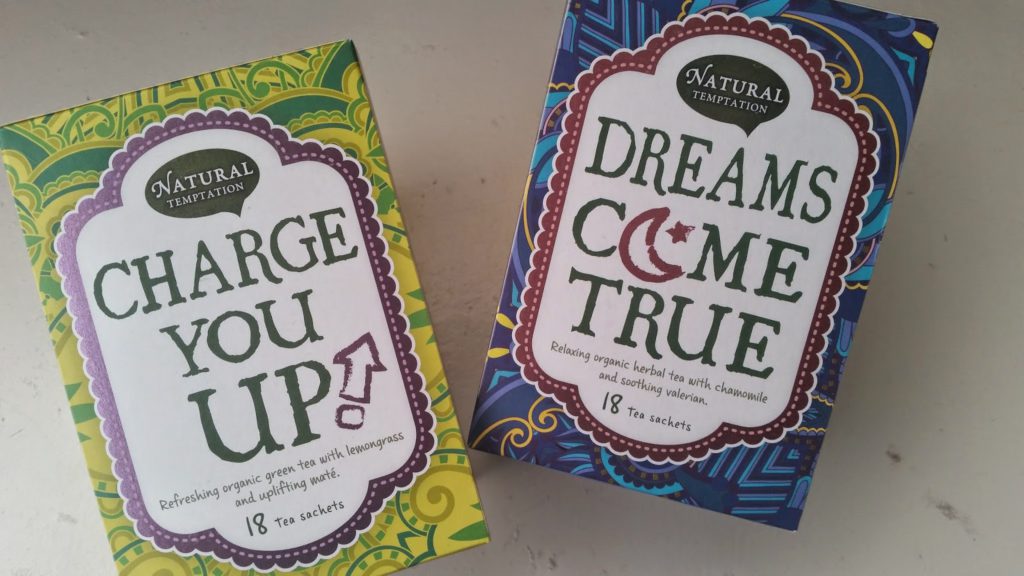 NATURAL
TEMPTATION
CHARGE
YOU
UP!
Refreshing organic green tea with lemongrass
and uplifting maté.
18 Tea sachets
NATURAL
TEMPTATION
DREAMS
COME
TRUE
Relaxing organic herbal tea with chamomile
and soothing valerian.
18 Tea sachets